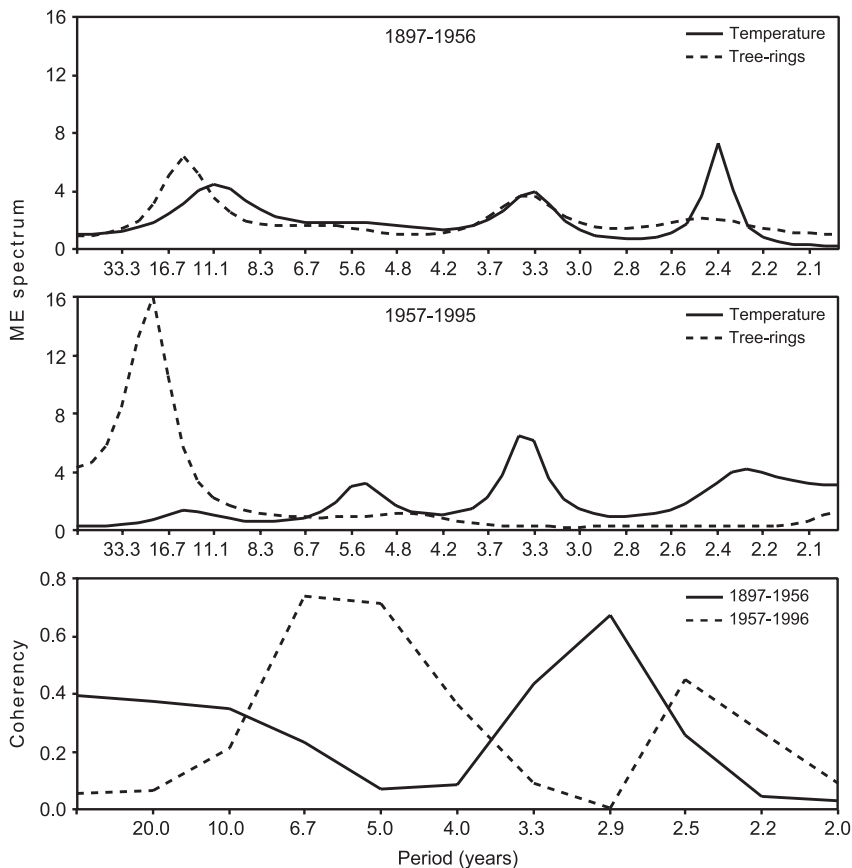 ME spectrum
16
12
8
4
0
1897-1956
Temperature
Tree-rings
33.3 16.7 11.1 8.3 6.7 5.6 4.8 4.2 3.7 3.3 3.0 2.8 2.6 2.4 2.2 2.1
16
12
8
4
0
1957-1995
Temperature
Tree-rings
33.3 16.7 11.1 8.3 6.7 5.6 4.8 4.2 3.7 3.3 3.0 2.8 2.6 2.4 2.2 2.1
Coherency
0.8
0.6
0.4
0.2
0.0
1897-1956
1957-1996
20.0 10.0 6.7 5.0 4.0 3.3 2.9 2.5 2.2 2.0
Period (years)